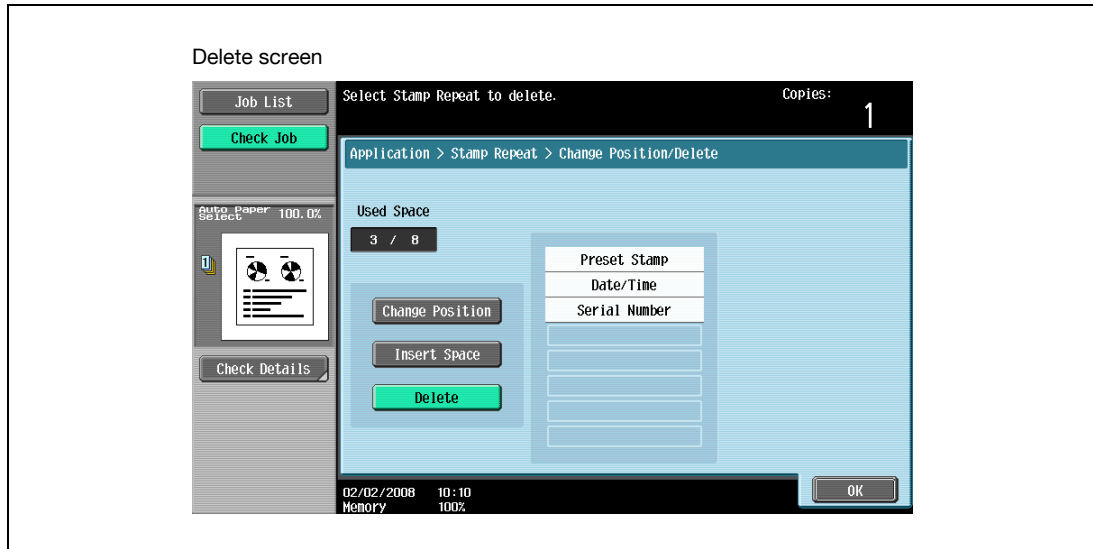 Delete screen
Job List
Check Job
Select Stamp Repeat to delete.
Copies:
1
Application > Stamp Repeat > Change Position/Delete
Auto Paper
Select
100.0%
Used Space
3 / 8
1
Preset Stamp
Date/Time
Serial Number
Change Position
Insert Space
Delete
Check Details
02/02/2008 10:10
Memory 100%
OK